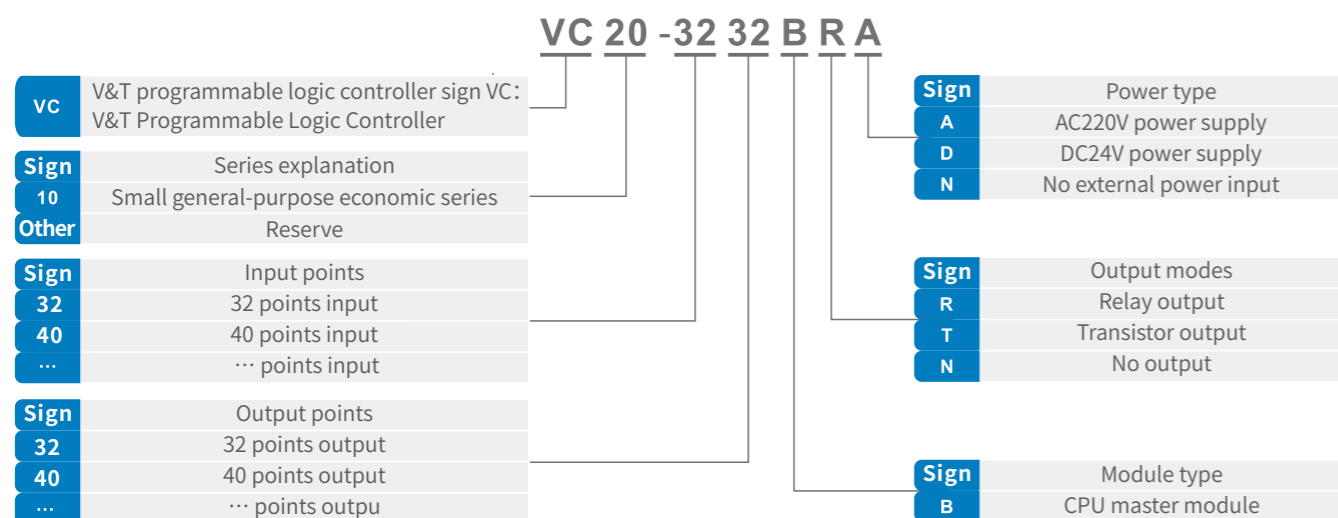 VC 20 -32 32 B R A
VC
V&T programmable logic controller sign VC：
V&T Programmable Logic Controller
Sign Series explanation
10 Small general-purpose economic series
Other Reserve
Sign Input points
32 32 points input
40 40 points input
... ··· points input
Sign Output points
32 32 points output
40 40 points output
... ··· points outpu
Sign Power type
A AC220V power supply
D DC24V power supply
N No external power input
Sign Output modes
R Relay output
T Transistor output
N No output
Sign Module type
B CPU master module